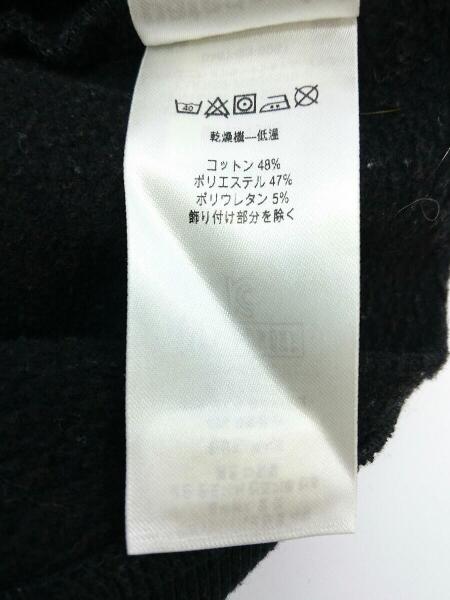 40
乾燥機—低温
コットン 48%
ポリエステル 47%
ポリウレタン 5%
飾り付け部分を除く